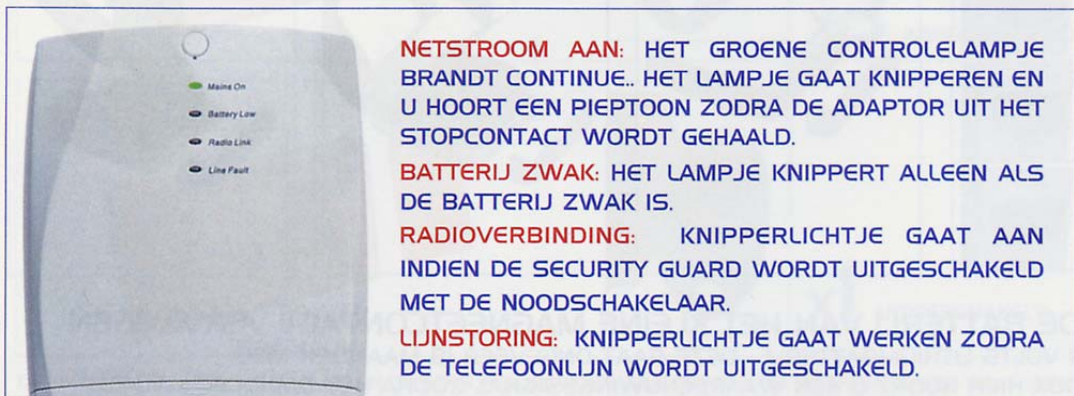 Mains On
Battery Low
Radio Link
Line Fault
NETSTROOM AAN: HET GROENE CONTROLELAMPJE
BRANDT CONTINUE.. HET LAMPJE GAAT KNIPPEREN EN
U HOORT EEN PIEPTOON ZODRA DE ADAPTOR UIT HET
STOPCONTACT WORDT GEHAALD.
BATTERIJ ZWAK: HET LAMPJE KNIPPERT ALLEEN ALS
DE BATTERIJ ZWAK IS.
RADIOVERBINDING: KNIPPERLICHTJE GAAT AAN
INDIEN DE SECURITY GUARD WORDT UITGESCHAKELD
MET DE NOODSCHAKELAAR.
LIJNSTORING: KNIPPERLICHTJE GAAT WERKEN ZODRA
DE TELEFOONLIJN WORDT UITGESCHAKELD.